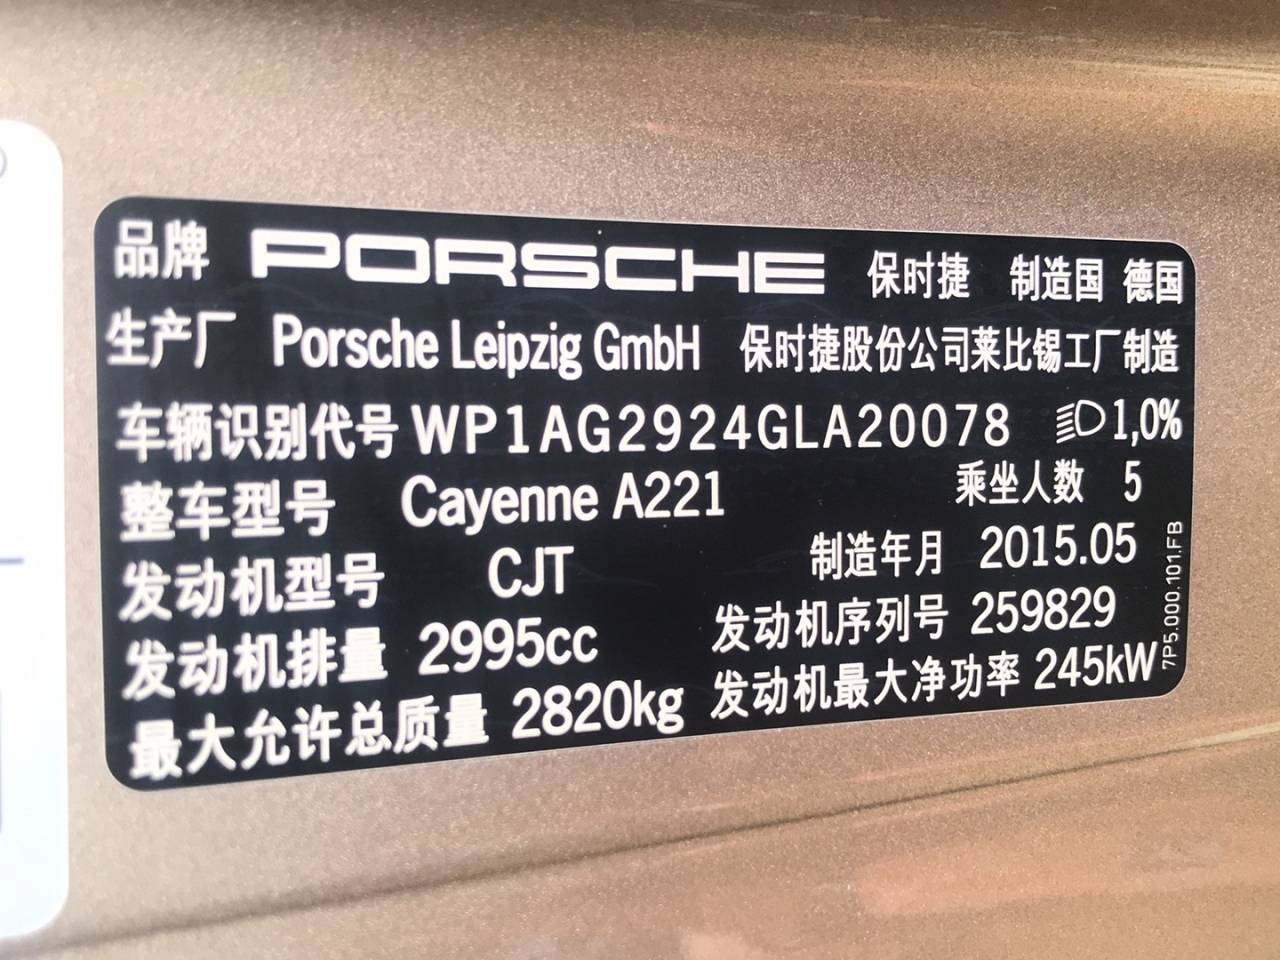 品牌 PORSCHE 保时捷 制造国 德国
生产厂 Porsche Leipzig GmbH 保时捷股份公司莱比锡工厂制造
车辆识别代号 WP1AG2924GLA20078 1,0%
整车型号 Cayenne A221 乘坐人数 5
发动机型号 CJT 制造年月 2015.05
发动机排量 2995cc 发动机序列号 259829
最大允许总质量 2820kg 发动机最大净功率 245kW
7P5.000.101.FB